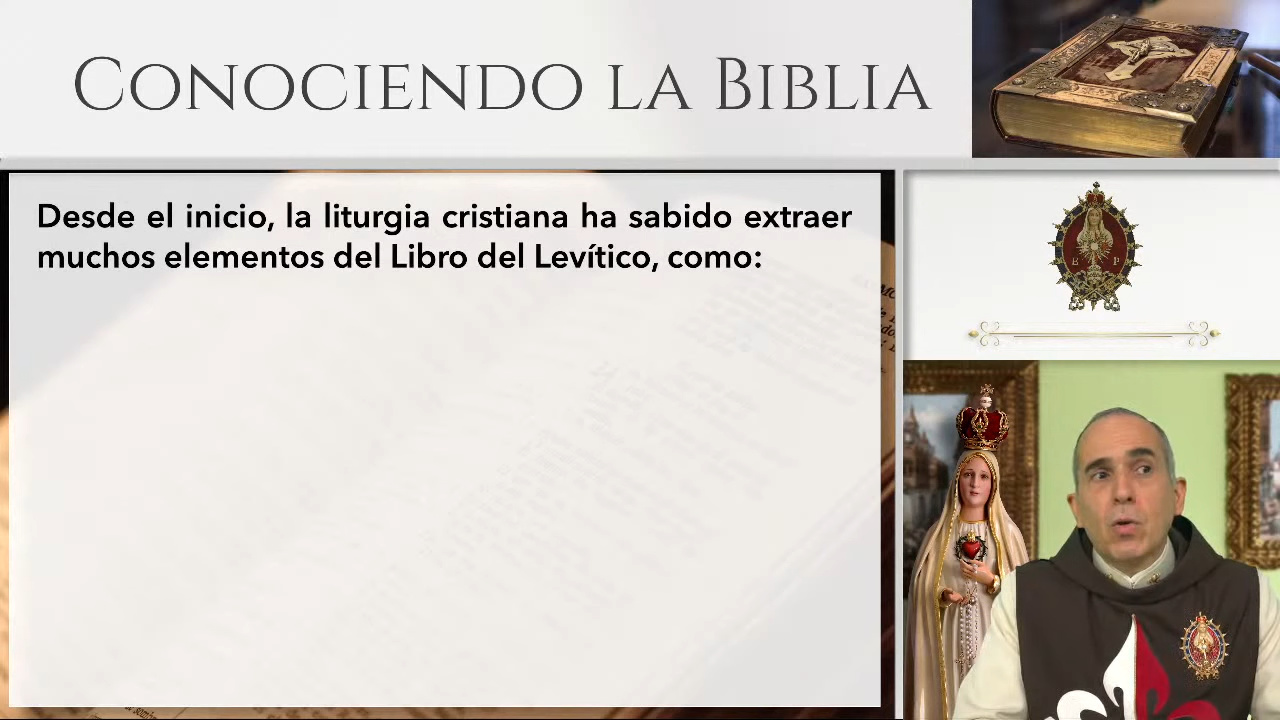 CONOCIENDO LA BIBLIA
Desde el inicio, la liturgia cristiana ha sabido extraer
muchos elementos del Libro del Levítico, como:
E P